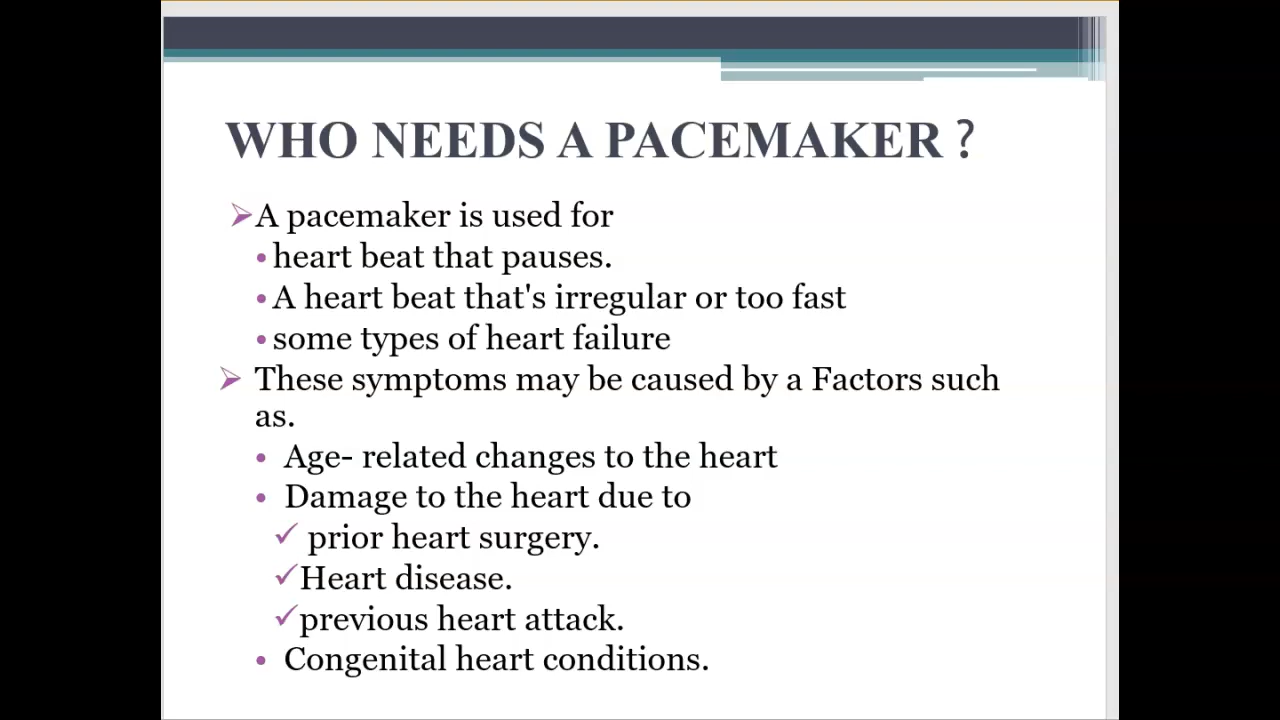 WHO NEEDS A PACEMAKER ?
➢A pacemaker is used for
•heart beat that pauses.
•A heart beat that's irregular or too fast
•some types of heart failure
➢ These symptoms may be caused by a Factors such
as.
• Age- related changes to the heart
• Damage to the heart due to
✓ prior heart surgery.
✓Heart disease.
✓previous heart attack.
• Congenital heart conditions.